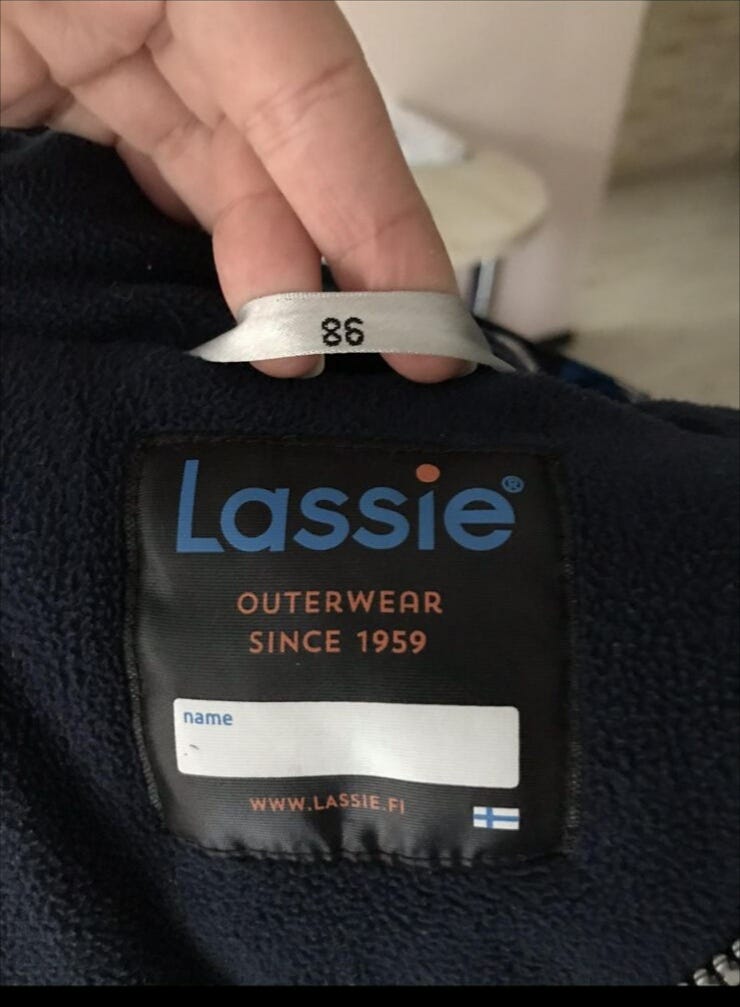 86
Lassie®
OUTERWEAR
SINCE 1959
name
WWW.LASSIE.FI